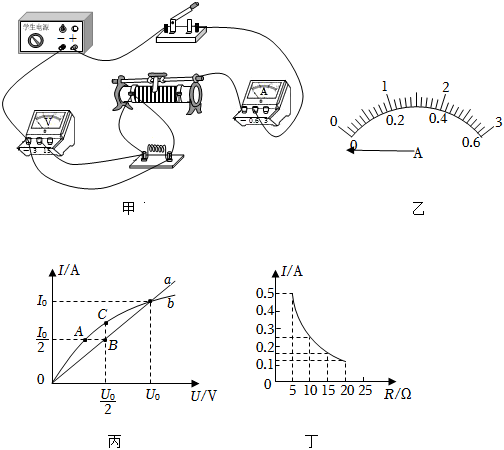 学生电源
- +
V
- 3 15
A
- 0.6 3
甲
0 1 2 3
0 0.2 0.4 0.6
A
乙
I/A
I₀
I₀/2
0
A
B
C
a
b
U₀/2
U₀
U/V
丙
I/A
0.5
0.4
0.3
0.2
0.1
0
5 10 15 20 25
R/Ω
丁